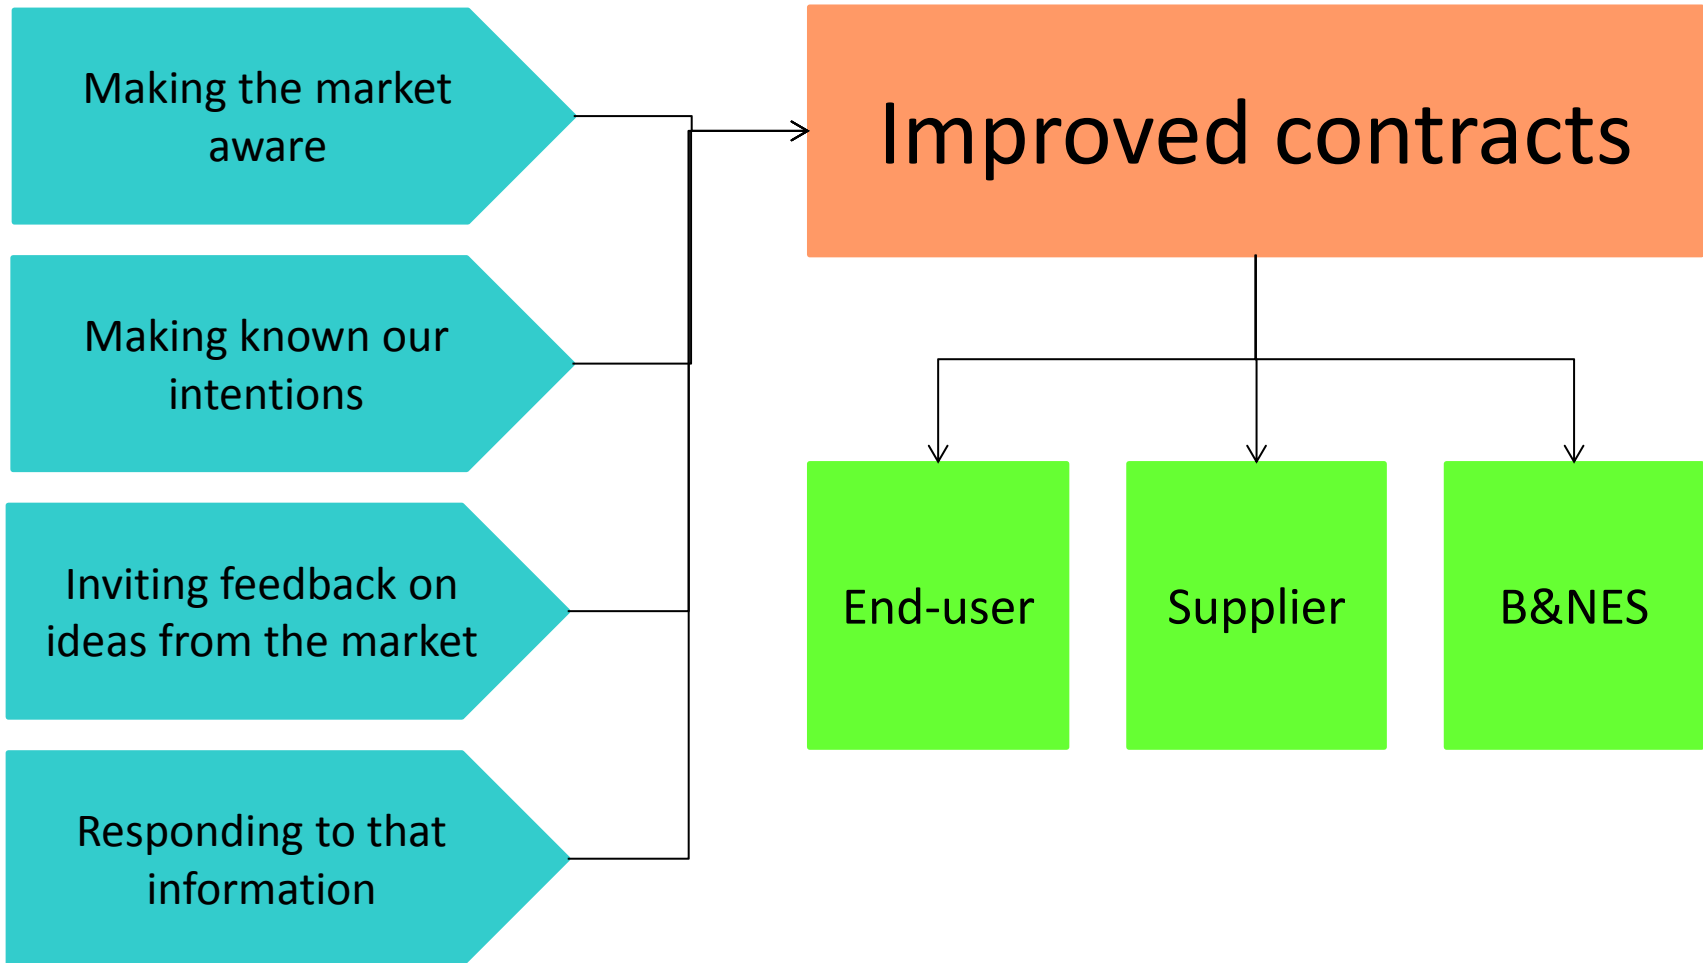 Making the market
aware
Improved contracts
Making known our
intentions
Inviting feedback on
ideas from the market
End-user
Supplier
B&NES
Responding to that
information